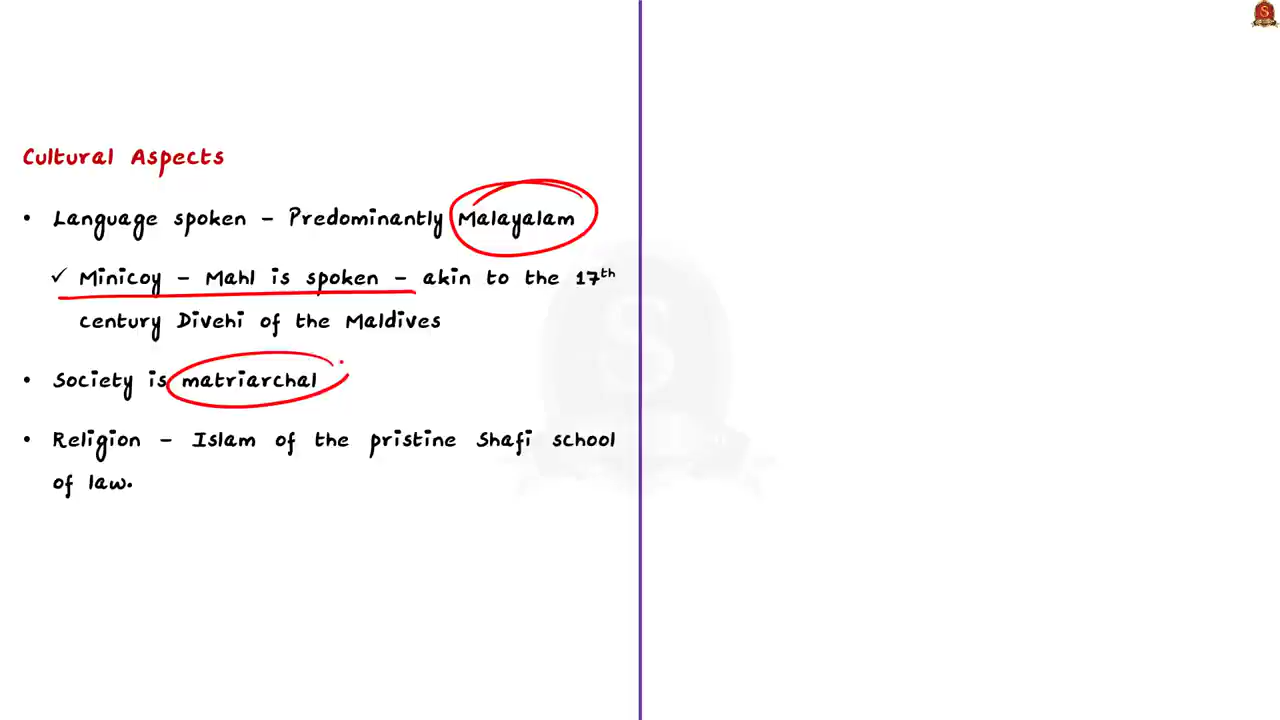 Cultural Aspects
• Language spoken – Predominantly Malayalam
✓ Minicoy – Mahl is spoken – akin to the 17th
century Divehi of the Maldives
• Society is matriarchal
• Religion – Islam of the pristine Shafi school
of law.
S